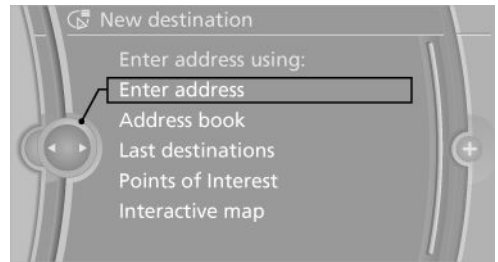 New destination
Enter address using:
Enter address
Address book
Last destinations
Points of Interest
Interactive map